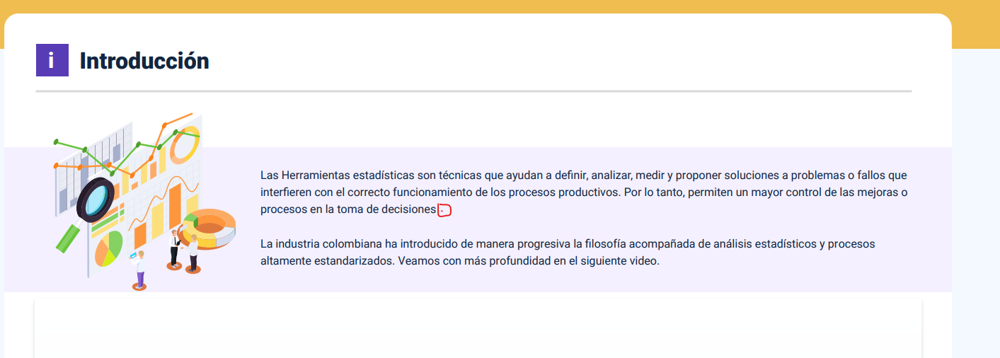 i Introducción
Las Herramientas estadísticas son técnicas que ayudan a definir, analizar, medir y proponer soluciones a problemas o fallos que
interfieren con el correcto funcionamiento de los procesos productivos. Por lo tanto, permiten un mayor control de las mejoras o
procesos en la toma de decisiones.
La industria colombiana ha introducido de manera progresiva la filosofía acompañada de análisis estadísticos y procesos
altamente estandarizados. Veamos con más profundidad en el siguiente video.